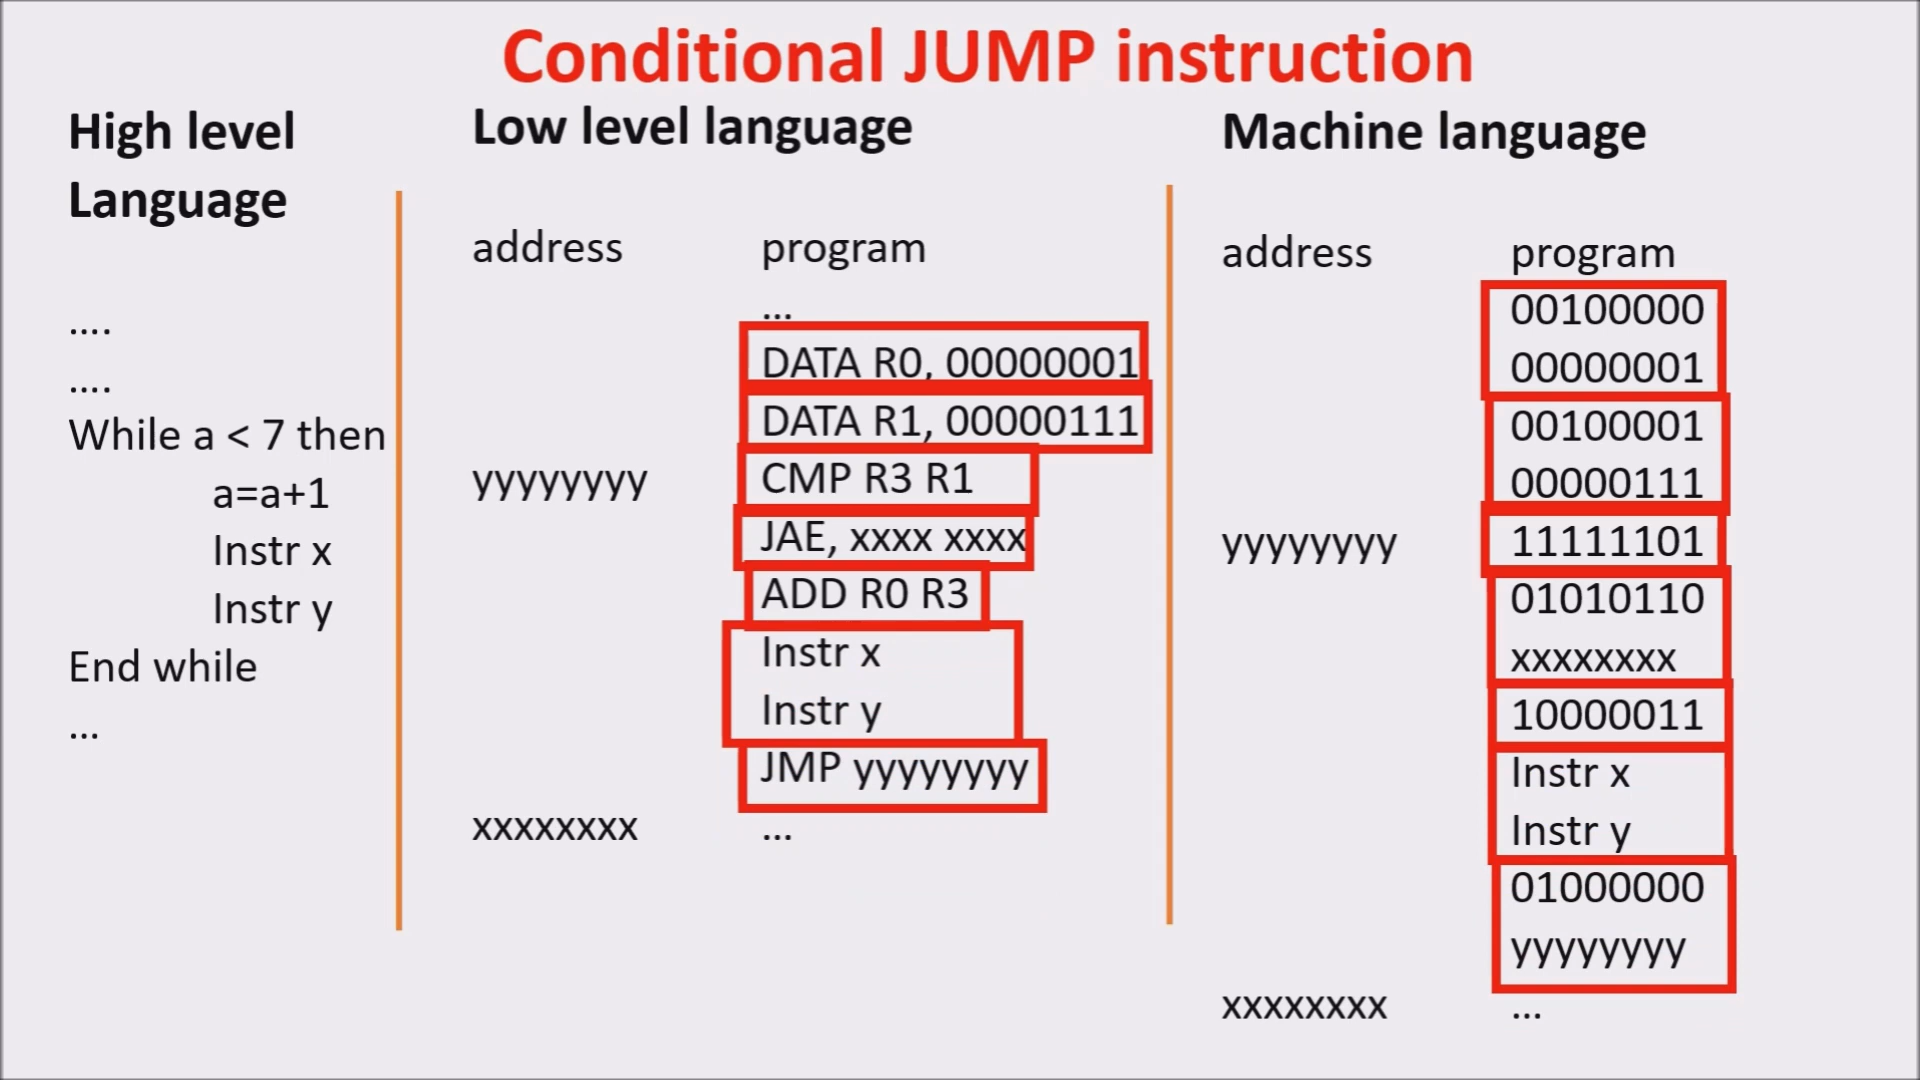 Conditional JUMP instruction
High level
Language
....
....
While a < 7 then
a=a+1
Instr x
Instr y
End while
...
Low level language
address program
...
DATA R0, 00000001
DATA R1, 00000111
yyyyyyyy CMP R3 R1
JAE, xxxx xxxx
ADD R0 R3
Instr x
Instr y
JMP yyyyyyyy
xxxxxxxx ...
Machine language
address program
00100000
00000001
00100001
00000111
yyyyyyyy 11111101
01010110
xxxxxxxx
10000011
Instr x
Instr y
01000000
yyyyyyyy
xxxxxxxx ...